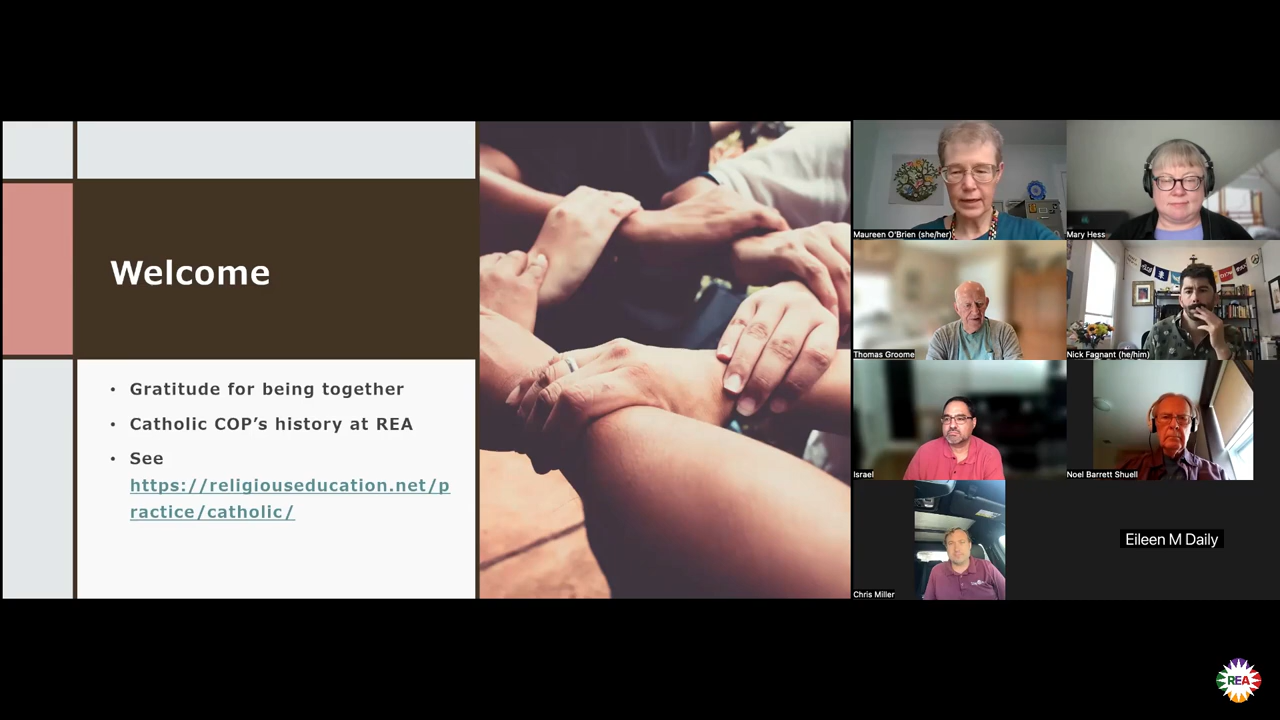 Welcome
• Gratitude for being together
• Catholic COP’s history at REA
• See
https://religiouseducation.net/p
ractice/catholic/
Maureen O'Brien (she/her)
Mary Hess
Thomas Groome
Nick Fagnant (he/him)
Israel
Noel Barrett Shuell
Chris Miller
Eileen M Daily
REA